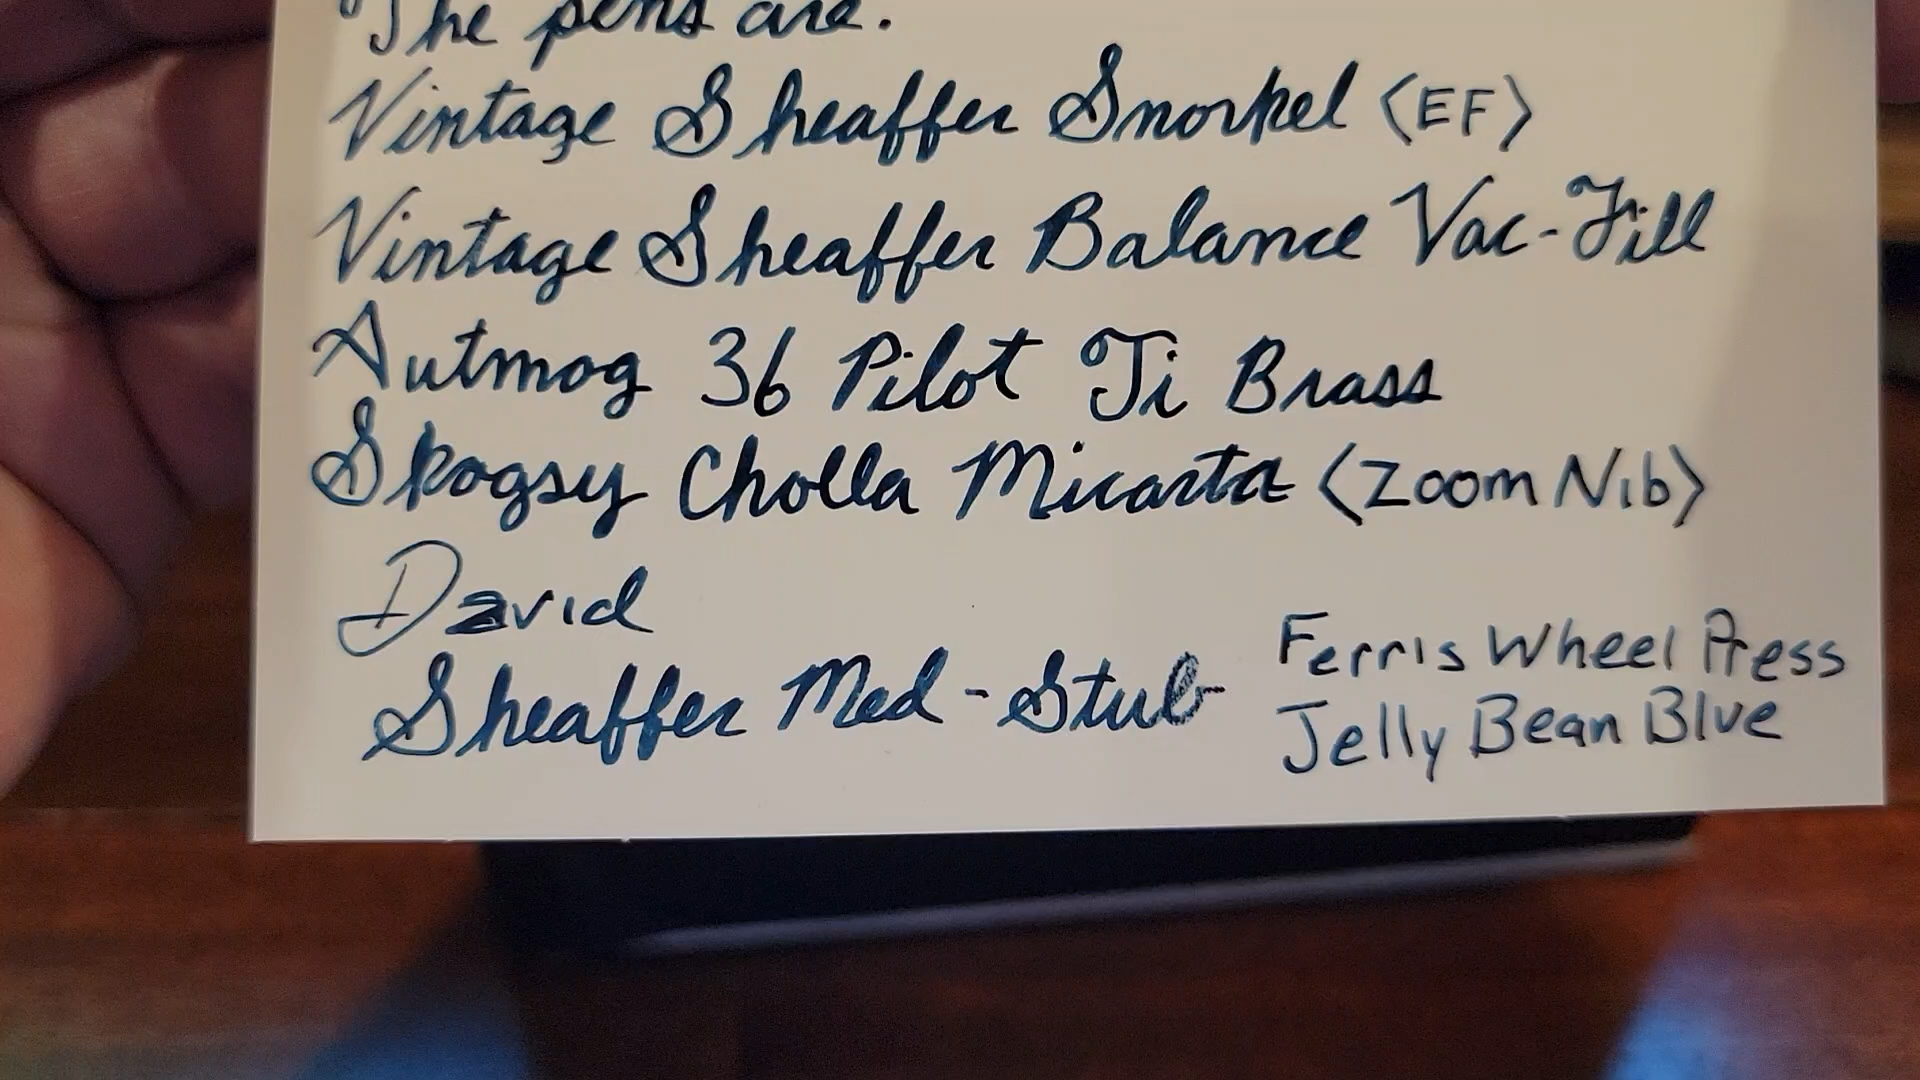 The pens are.
Vintage Sheaffer Snorkel <EF>
Vintage Sheaffer Balance Vac-Fill
Autmog 36 Pilot Ti Brass
Skogsy Cholla Micarta <Zoom Nib>
David
Sheaffer Med-Stub
Ferris Wheel Press
Jelly Bean Blue